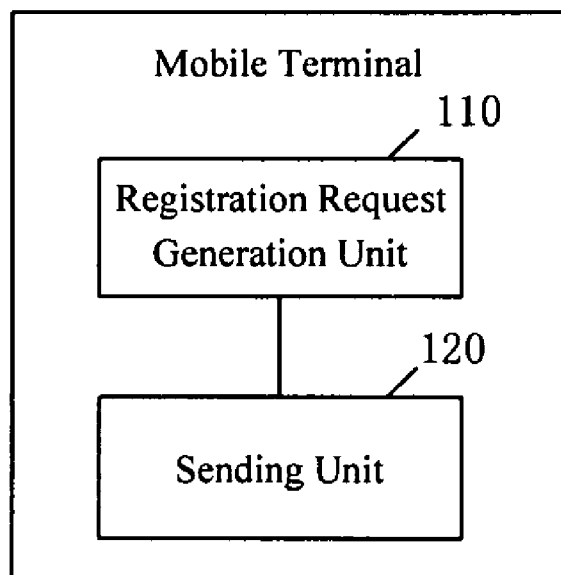 Mobile Terminal
110
Registration Request
Generation Unit
120
Sending Unit